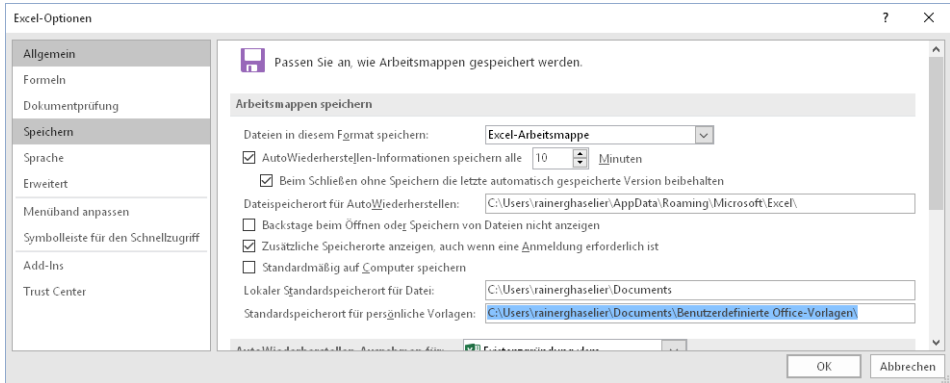 Excel-Optionen ? ×
Allgemein
Formeln
Dokumentprüfung
Speichern
Sprache
Erweitert
Menüband anpassen
Symbolleiste für den Schnellzugriff
Add-Ins
Trust Center
Passen Sie an, wie Arbeitsmappen gespeichert werden.
Arbeitsmappen speichern
Dateien in diesem Format speichern: Excel-Arbeitsmappe
AutoWiederherstellen-Informationen speichern alle 10 Minuten
Beim Schließen ohne Speichern die letzte automatisch gespeicherte Version beibehalten
Dateispeicherort für AutoWiederherstellen: C:\Users\rainerghaselier\AppData\Roaming\Microsoft\Excel\
Backstage beim Öffnen oder Speichern von Dateien nicht anzeigen
Zusätzliche Speicherorte anzeigen, auch wenn eine Anmeldung erforderlich ist
Standardmäßig auf Computer speichern
Lokaler Standardspeicherort für Datei: C:\Users\rainerghaselier\Documents
Standardspeicherort für persönliche Vorlagen: C:\Users\rainerghaselier\Documents\Benutzerdefinierte Office-Vorlagen\
AutoWiederherstellen-Ausnahmen für: Existenzgründung.xlsm
OK Abbrechen